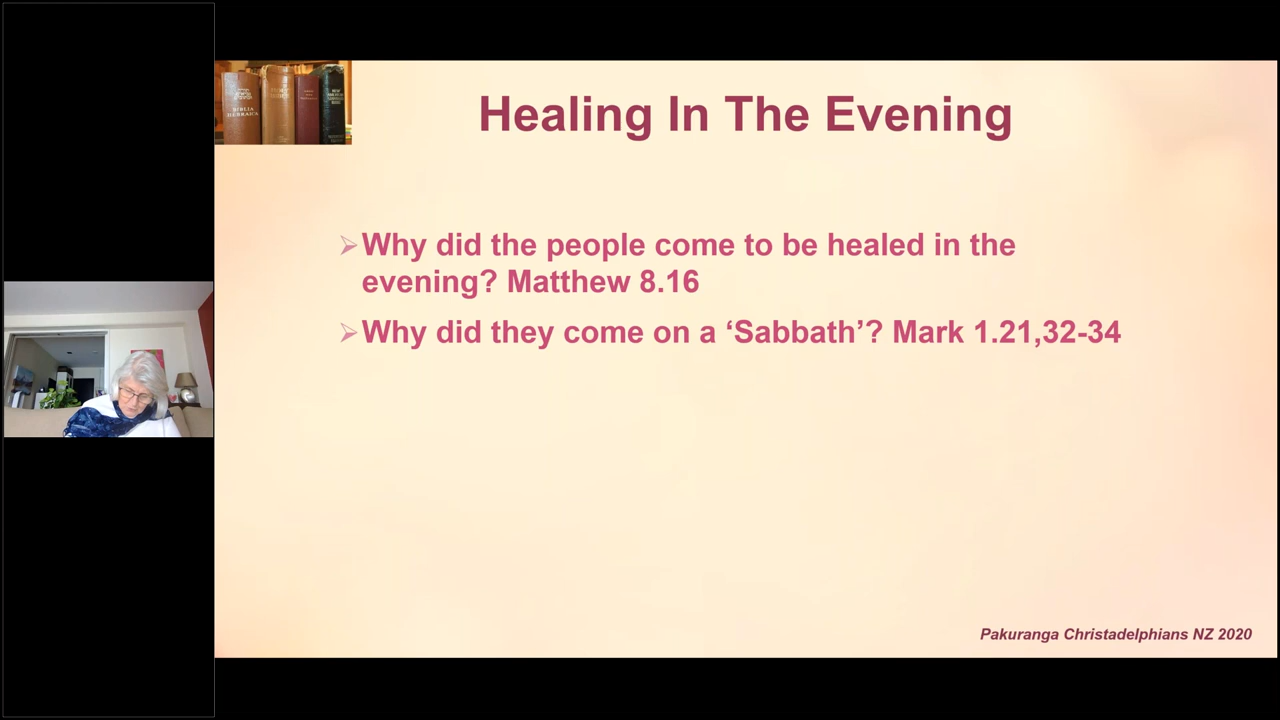 Healing In The Evening
BIBLIA
HEBRAICA
Why did the people come to be healed in the
evening? Matthew 8.16
Why did they come on a ‘Sabbath’? Mark 1.21,32-34
Pakuranga Christadelphians NZ 2020